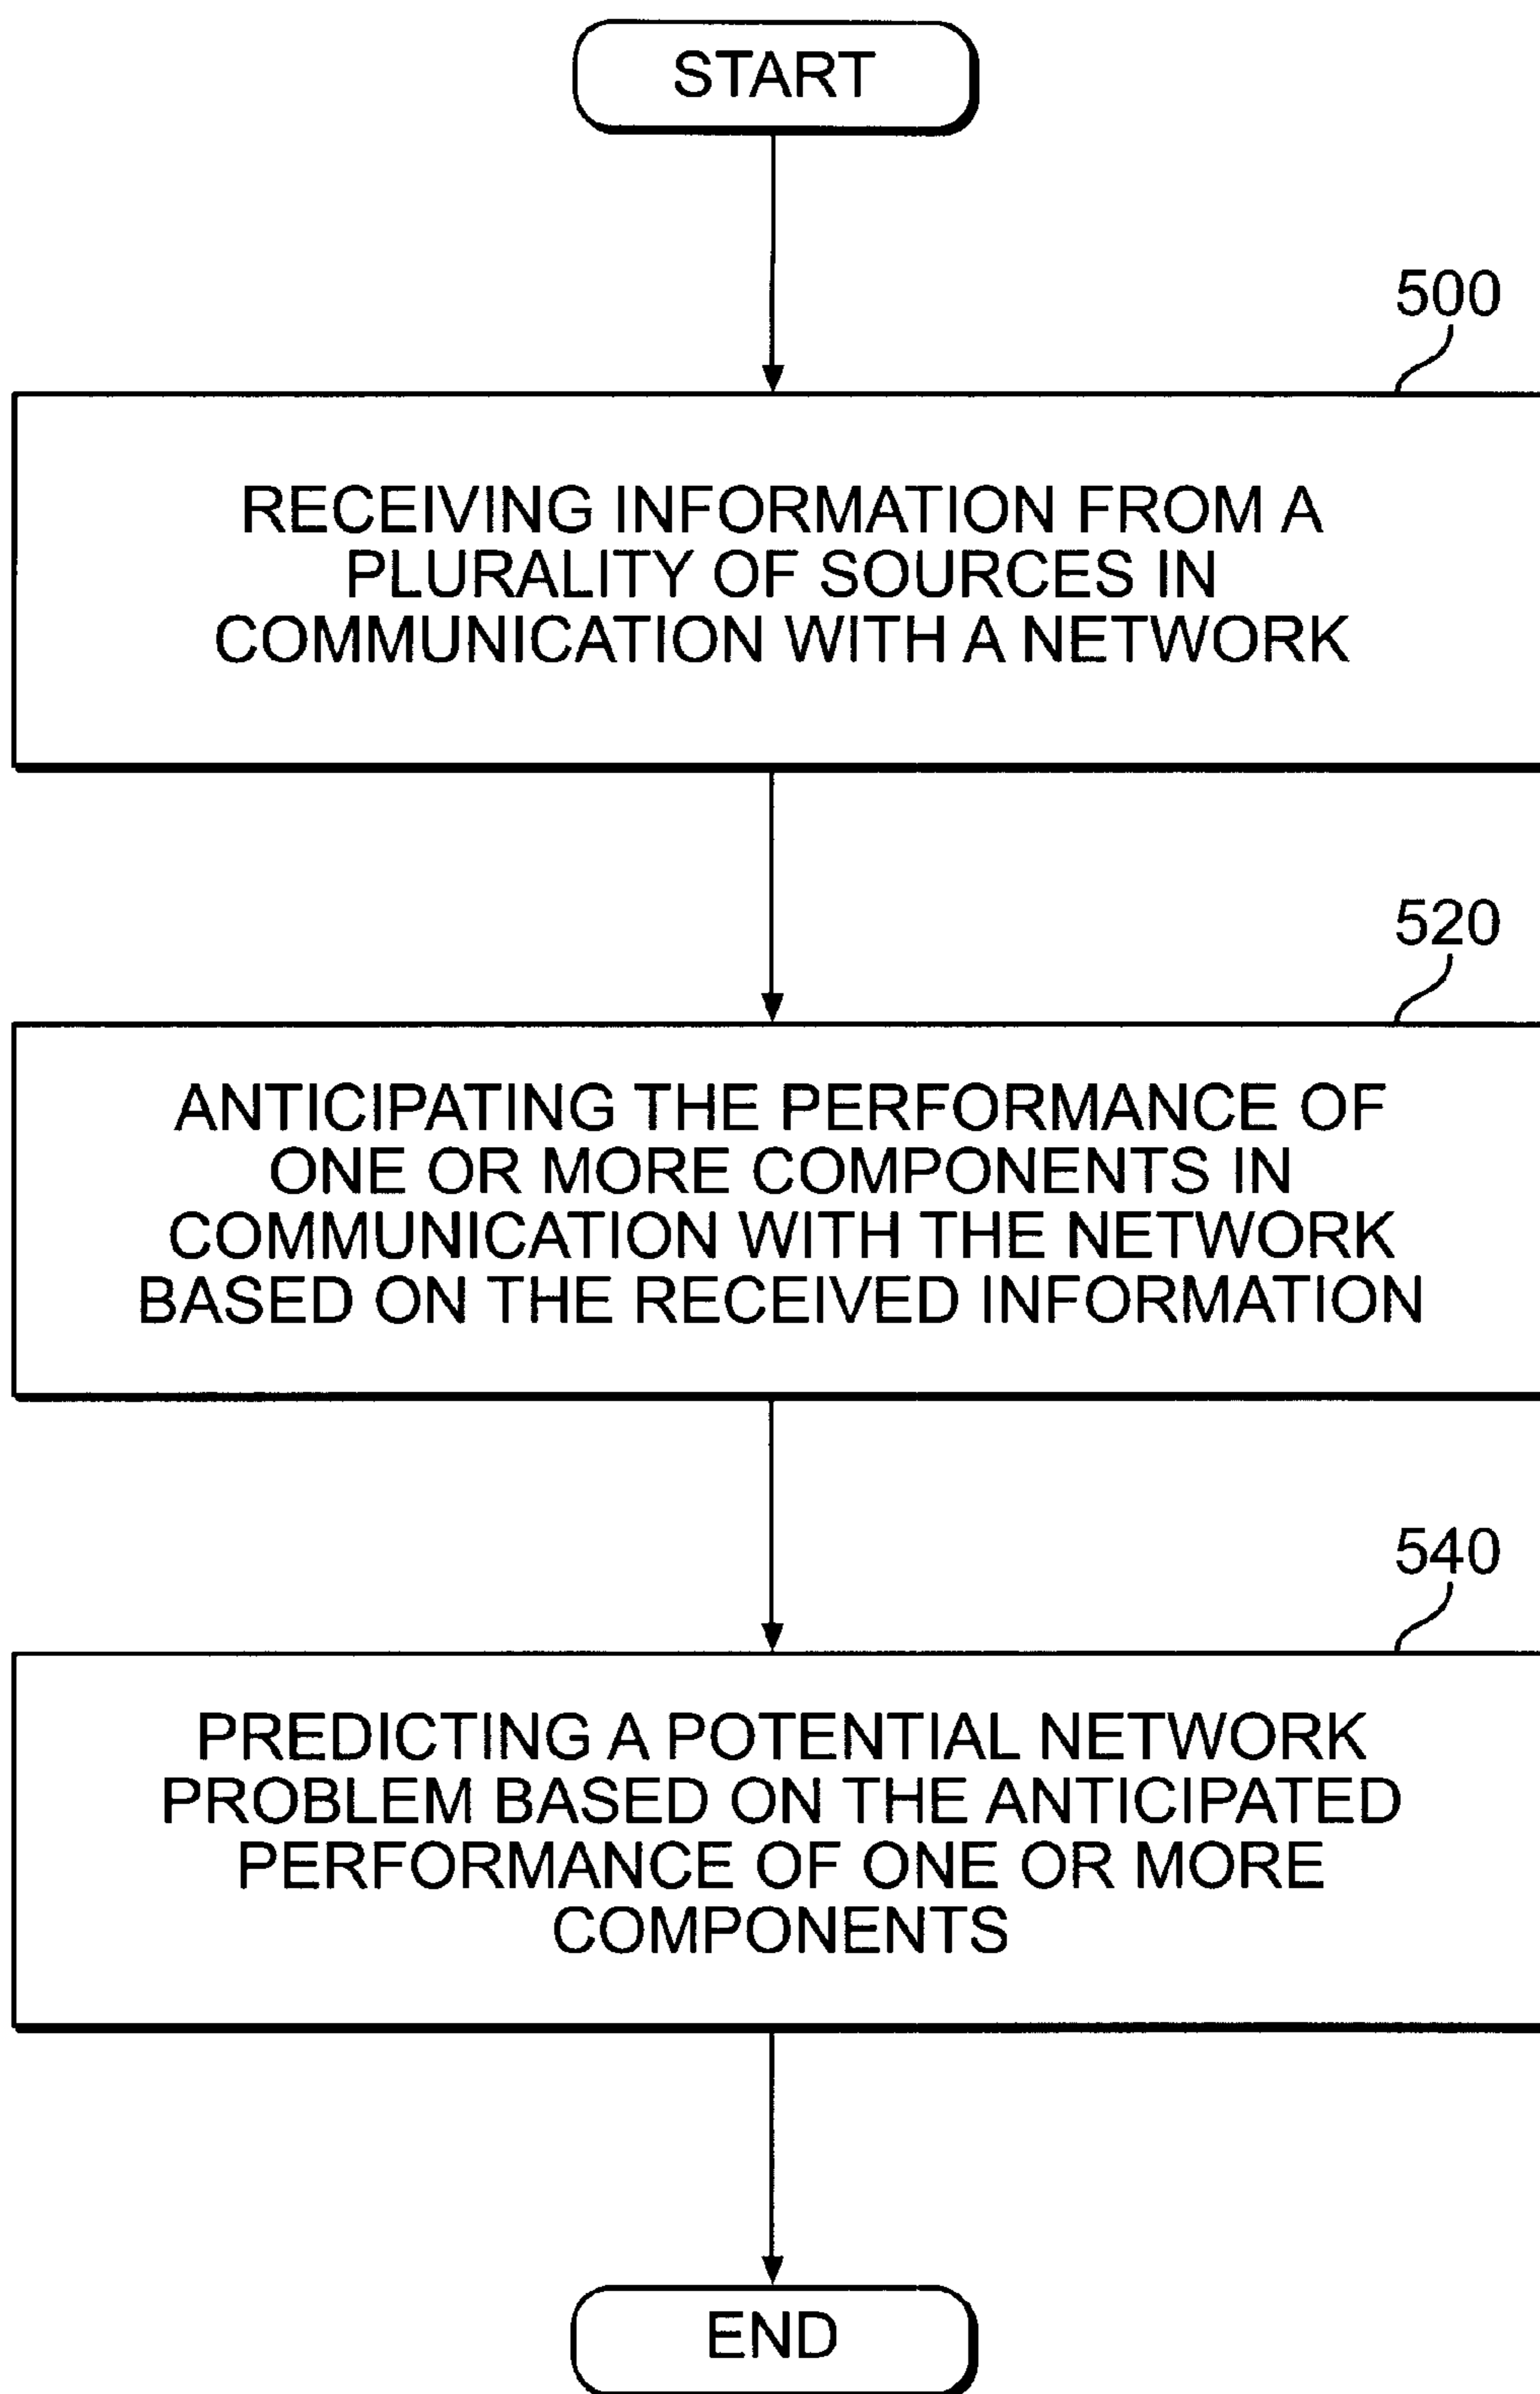 START
500
RECEIVING INFORMATION FROM A
PLURALITY OF SOURCES IN
COMMUNICATION WITH A NETWORK
520
ANTICIPATING THE PERFORMANCE OF
ONE OR MORE COMPONENTS IN
COMMUNICATION WITH THE NETWORK
BASED ON THE RECEIVED INFORMATION
540
PREDICTING A POTENTIAL NETWORK
PROBLEM BASED ON THE ANTICIPATED
PERFORMANCE OF ONE OR MORE
COMPONENTS
END